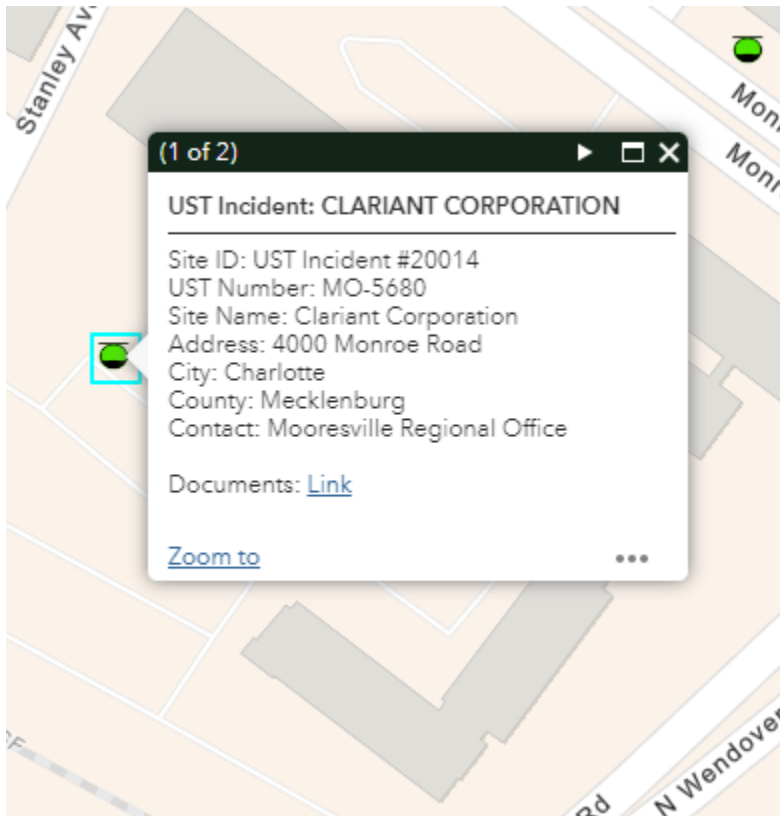 Stanley Av
(1 of 2)
UST Incident: CLARIANT CORPORATION
Site ID: UST Incident #20014
UST Number: MO-5680
Site Name: Clariant Corporation
Address: 4000 Monroe Road
City: Charlotte
County: Mecklenburg
Contact: Mooresville Regional Office
Documents: Link
Zoom to
Mon
Monr
Rd
N Wendover